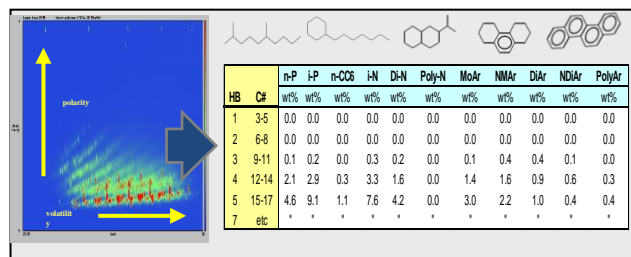 polarity
volatilit
y
n-P i-P n-CC6 i-N Di-N Poly-N MoAr NMAr DiAr NDiAr PolyAr
HB C# wt% wt% wt% wt% wt% wt% wt% wt% wt% wt% wt%
1 3-5 0.0 0.0 0.0 0.0 0.0 0.0 0.0 0.0 0.0 0.0 0.0
2 6-8 0.0 0.0 0.0 0.0 0.0 0.0 0.0 0.0 0.0 0.0 0.0
3 9-11 0.1 0.2 0.0 0.3 0.2 0.0 0.1 0.4 0.4 0.1 0.0
4 12-14 2.1 2.9 0.3 3.3 1.6 0.0 1.4 1.6 0.9 0.6 0.3
5 15-17 4.6 9.1 1.1 7.6 4.2 0.0 3.0 2.2 1.0 0.4 0.4
7 etc " " " " " " " " " " "